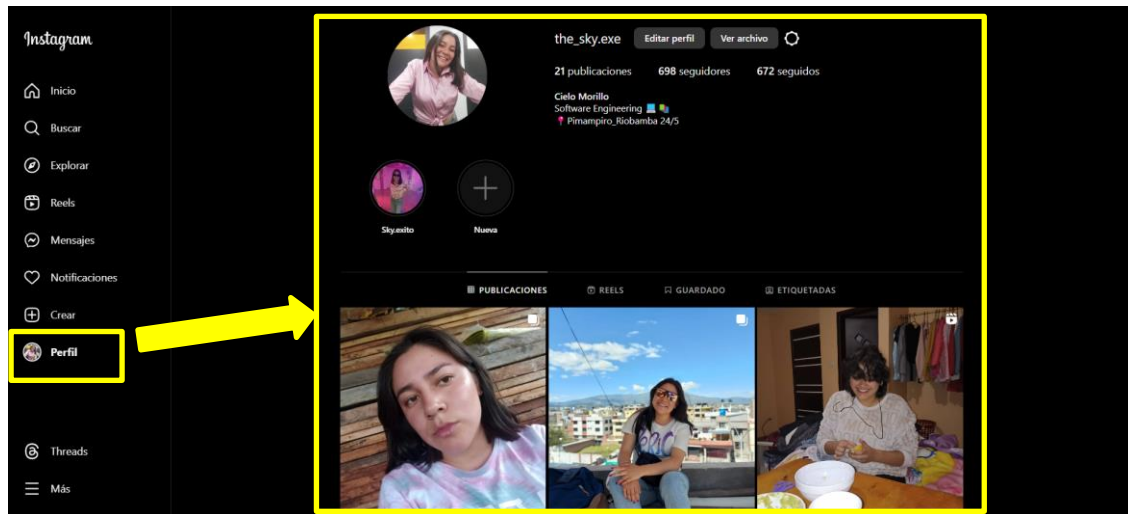 Instagram
Inicio
Buscar
Explorar
Reels
Mensajes
Notificaciones
Crear
Perfil
Threads
Más
the_sky.exe Editar perfil Ver archivo
21 publicaciones 698 seguidores 672 seguidos
Cielo Morillo
Software Engineering
Pimampiro_Riobamba 24/5
Sky.exito Nueva
PUBLICACIONES REELS GUARDADO ETIQUETADAS